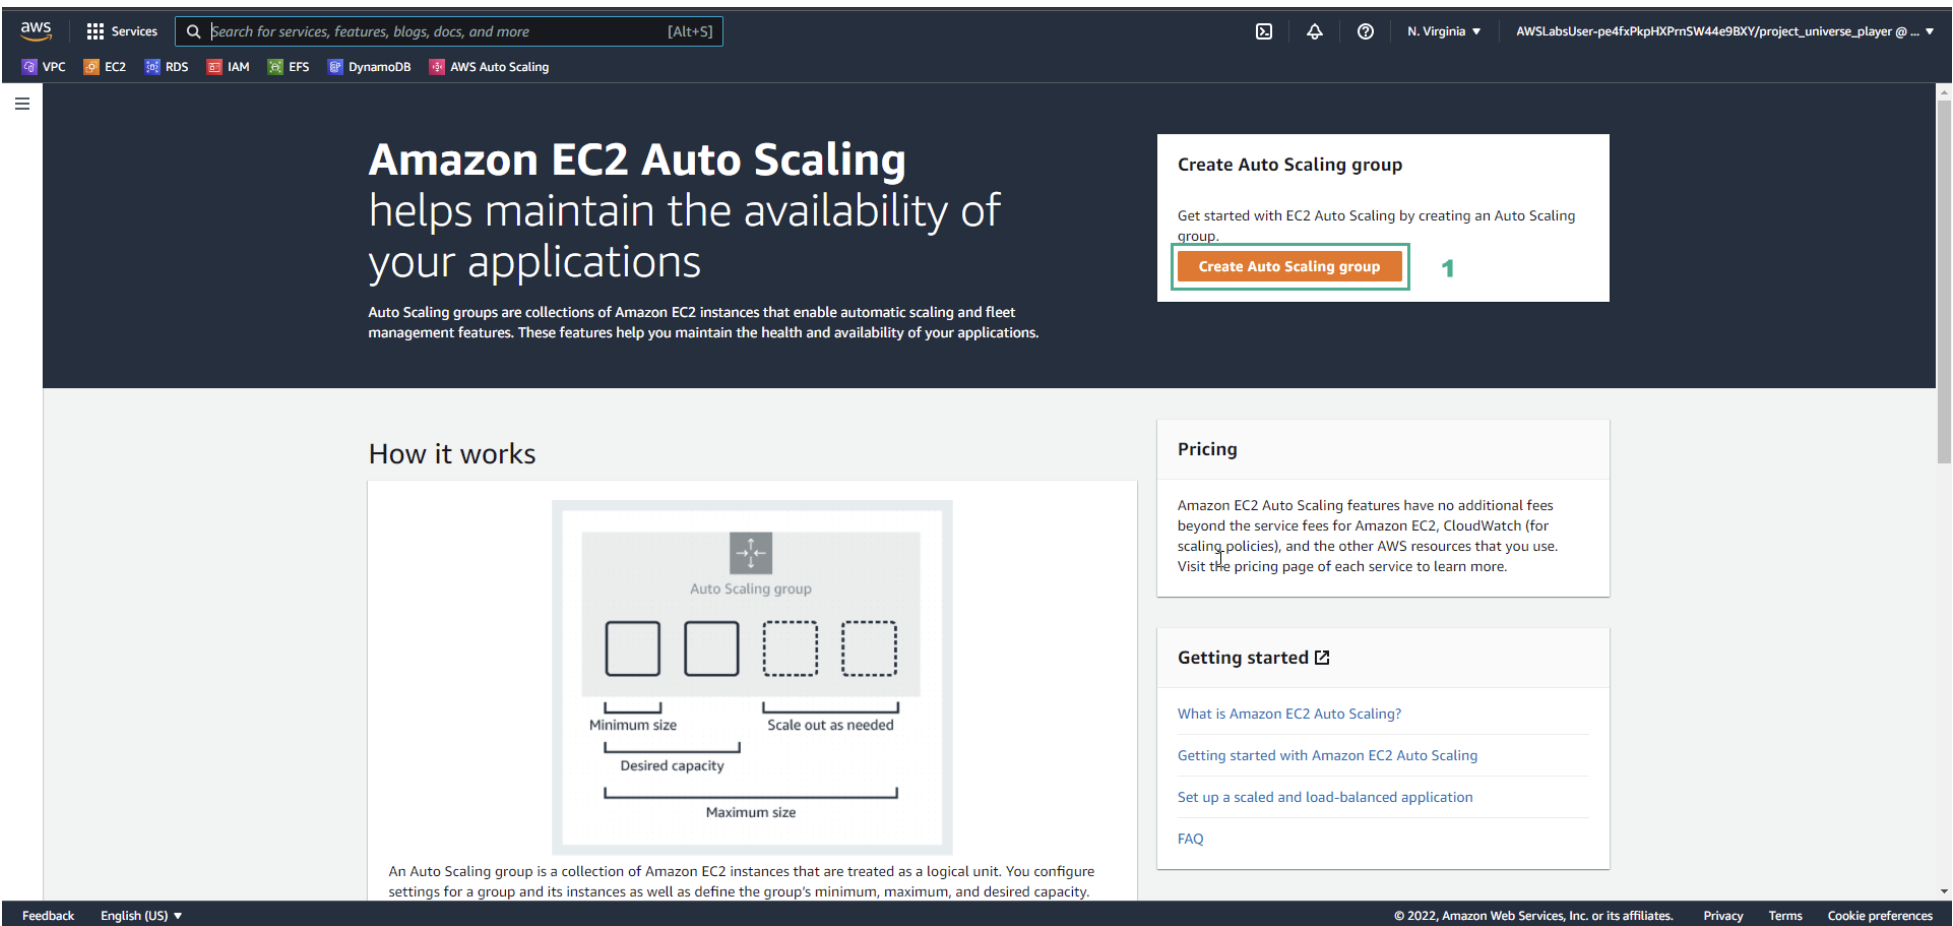 aws
Services
Search for services, features, blogs, docs, and more
[Alt+S]
N. Virginia ▼
AWSLabsUser-pe4fxPkpHXPrnSW44e9BXY/project_universe_player @ ... ▼
VPC
EC2
RDS
IAM
EFS
DynamoDB
AWS Auto Scaling
Amazon EC2 Auto Scaling
helps maintain the availability of
your applications
Auto Scaling groups are collections of Amazon EC2 instances that enable automatic scaling and fleet
management features. These features help you maintain the health and availability of your applications.
Create Auto Scaling group
Get started with EC2 Auto Scaling by creating an Auto Scaling
group.
Create Auto Scaling group
1
How it works
Auto Scaling group
Minimum size
Scale out as needed
Desired capacity
Maximum size
An Auto Scaling group is a collection of Amazon EC2 instances that are treated as a logical unit. You configure
settings for a group and its instances as well as define the group's minimum, maximum, and desired capacity.
Pricing
Amazon EC2 Auto Scaling features have no additional fees
beyond the service fees for Amazon EC2, CloudWatch (for
scaling policies), and the other AWS resources that you use.
Visit the pricing page of each service to learn more.
Getting started
What is Amazon EC2 Auto Scaling?
Getting started with Amazon EC2 Auto Scaling
Set up a scaled and load-balanced application
FAQ
Feedback
English (US) ▼
© 2022, Amazon Web Services, Inc. or its affiliates.
Privacy
Terms
Cookie preferences